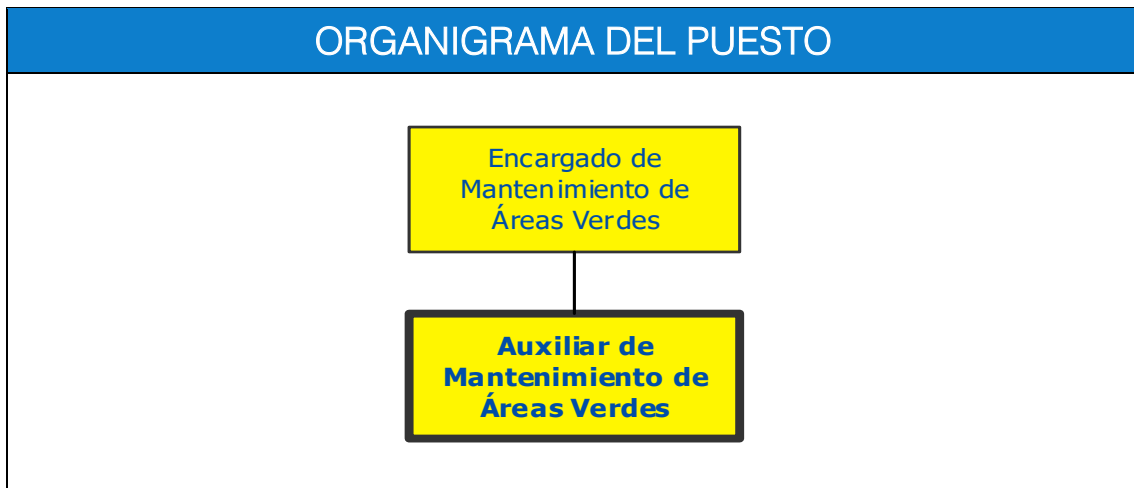 ORGANIGRAMA DEL PUESTO
Encargado de
Mantenimiento de
Áreas Verdes
Auxiliar de
Mantenimiento de
Áreas Verdes